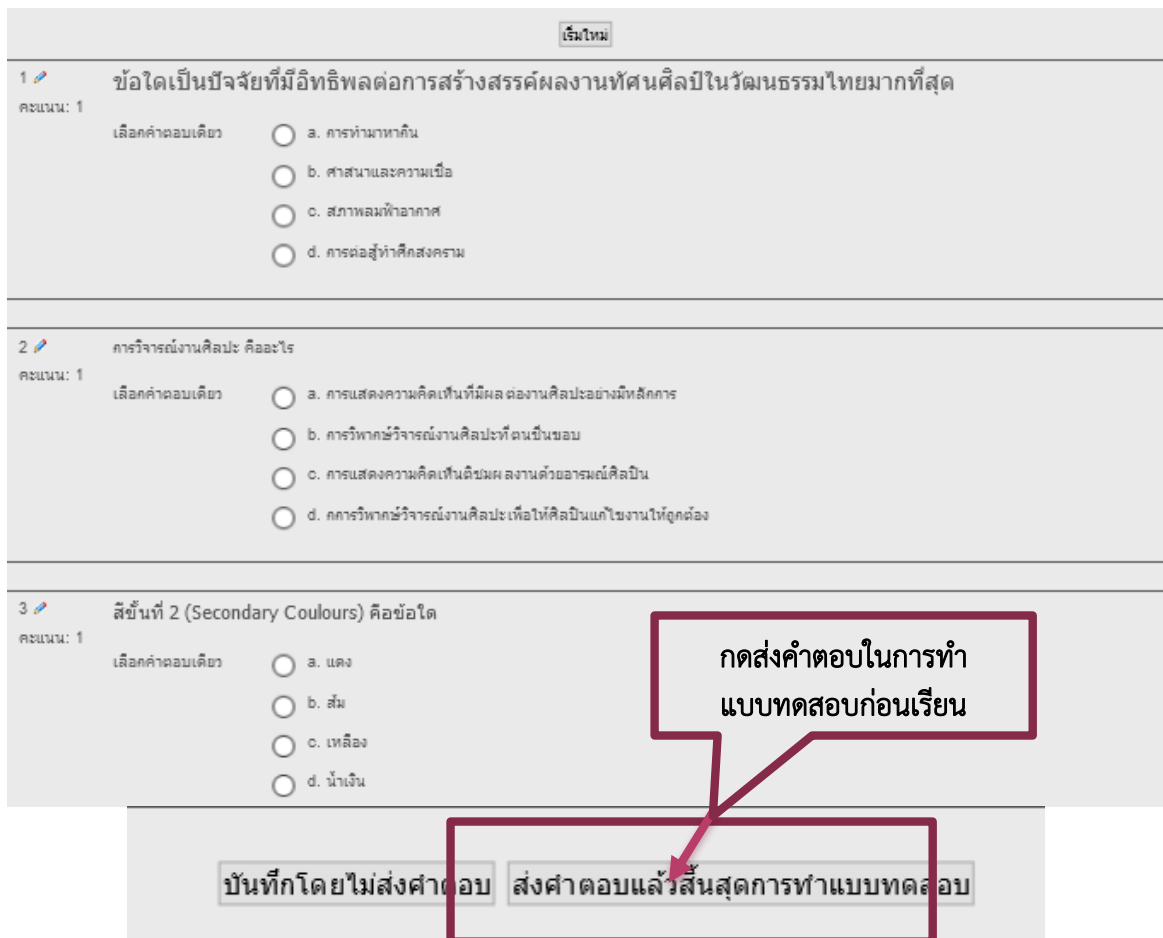 เริ่มใหม่
1
ข้อใดเป็นปัจจัยที่มีอิทธิพลต่อการสร้างสรรค์ผลงานทัศนศิลป์ในวัฒนธรรมไทยมากที่สุด
คะแนน: 1
เลือกคำตอบเดียว
a. การทำมาหากิน
b. ศาสนาและความเชื่อ
c. สภาพลมฟ้าอากาศ
d. การต่อสู้ทำศึกสงคราม
2
การวิจารณ์งานศิลปะ คืออะไร
คะแนน: 1
เลือกคำตอบเดียว
a. การแสดงความคิดเห็นที่มีผลต่องานศิลปะอย่างมีหลักการ
b. การวิพากษ์วิจารณ์งานศิลปะที่ตนชื่นชอบ
c. การแสดงความคิดเห็นติชมผลงานด้วยอารมณ์ศิลปิน
d. กการวิพากษ์วิจารณ์งานศิลปะเพื่อให้ศิลปินแก้ไขงานให้ถูกต้อง
3
สีขั้นที่ 2 (Secondary Coulours) คือข้อใด
คะแนน: 1
เลือกคำตอบเดียว
a. แดง
b. ส้ม
c. เหลือง
d. น้ำเงิน
กดส่งคำตอบในการทำ
แบบทดสอบก่อนเรียน
บันทึกโดยไม่ส่งคำตอบ
ส่งคำตอบแล้วสิ้นสุดการทำแบบทดสอบ